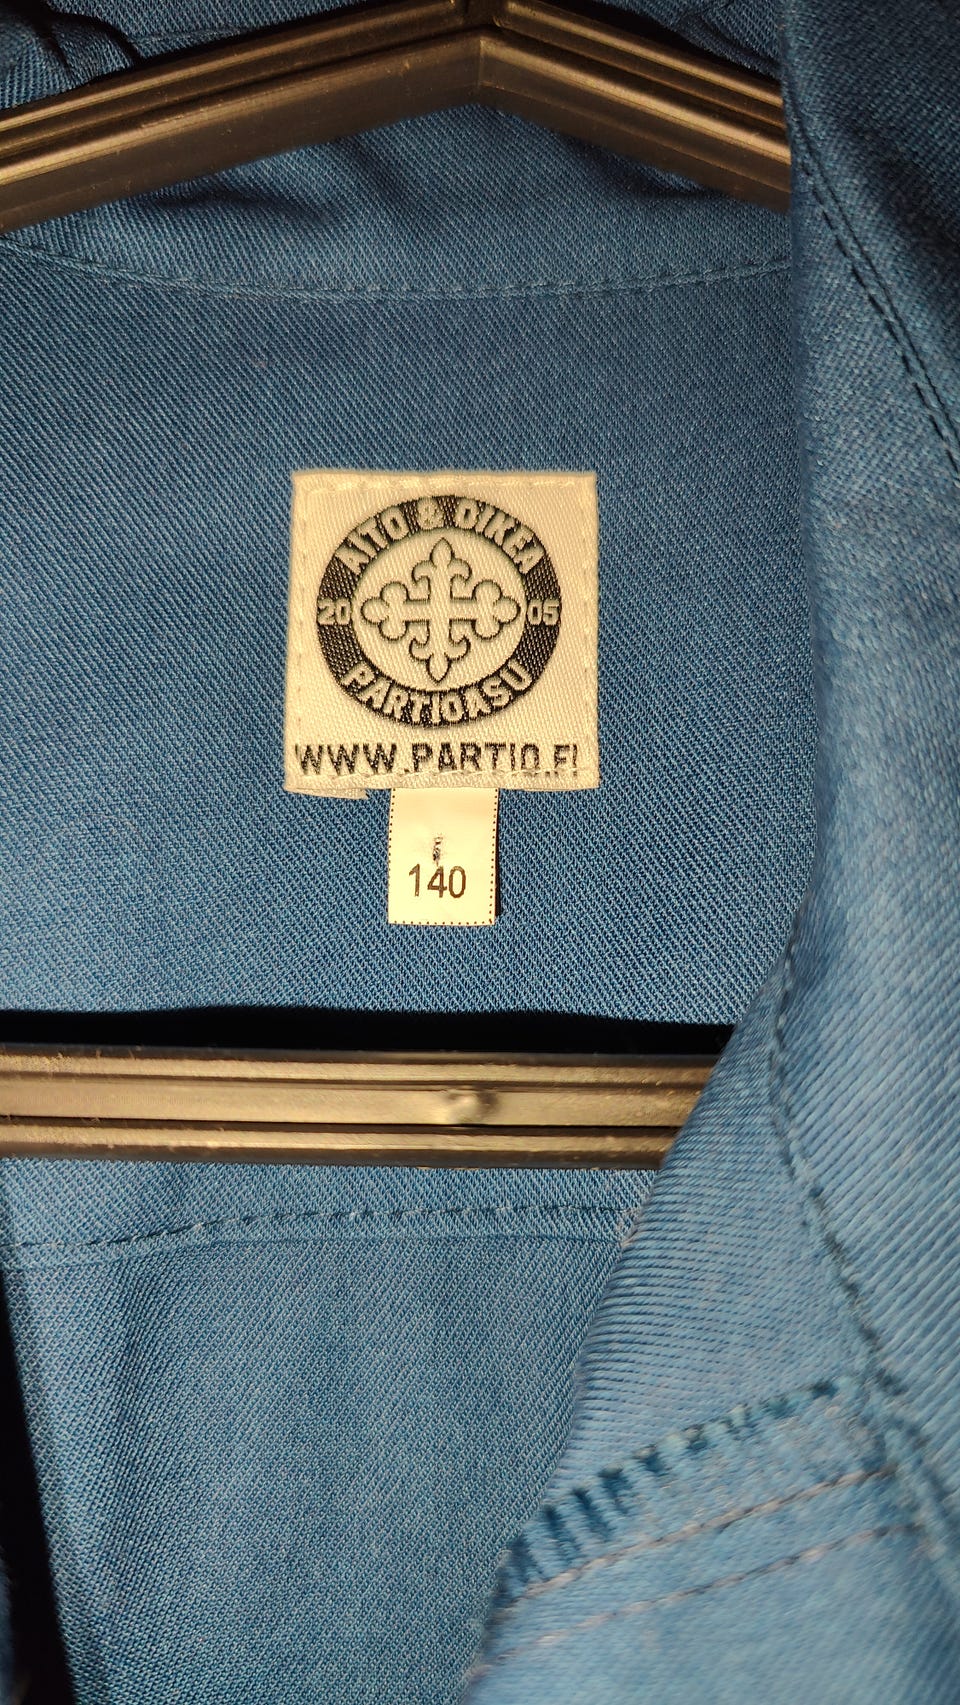 AITO & OIKEA
20 05
PARTIOASU
WWW.PARTIO.FI
140